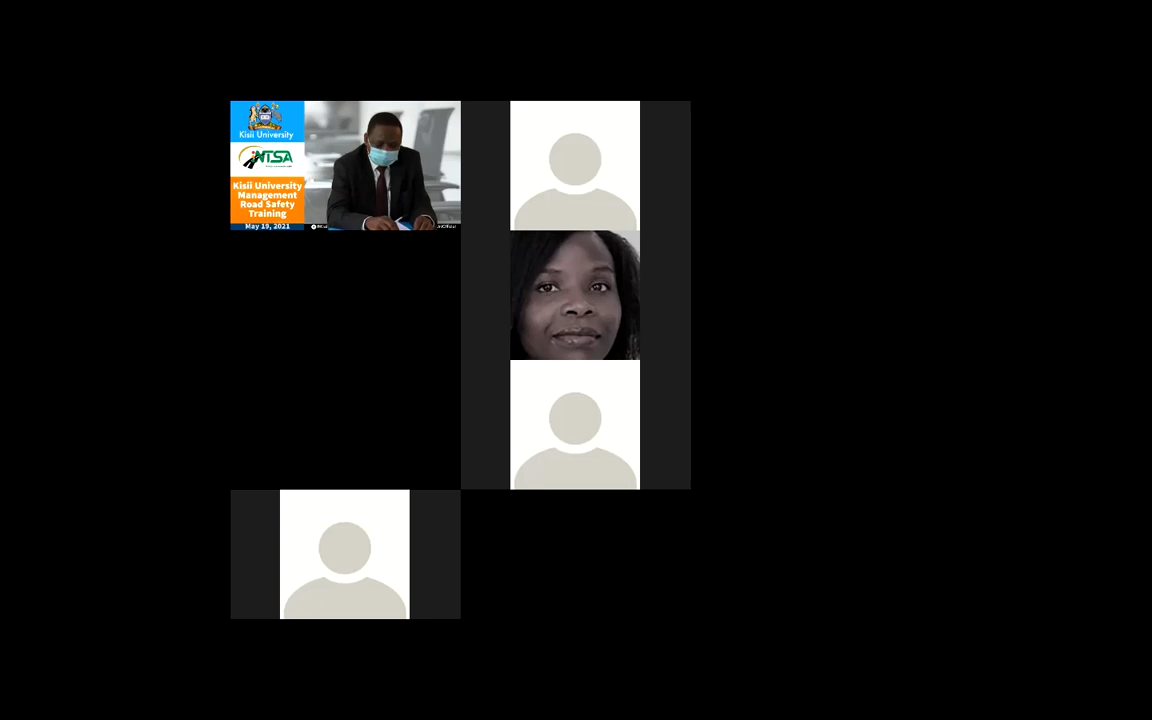 Kisii University
NTSA
Kisii University
Management
Road Safety
Training
May 19, 2021